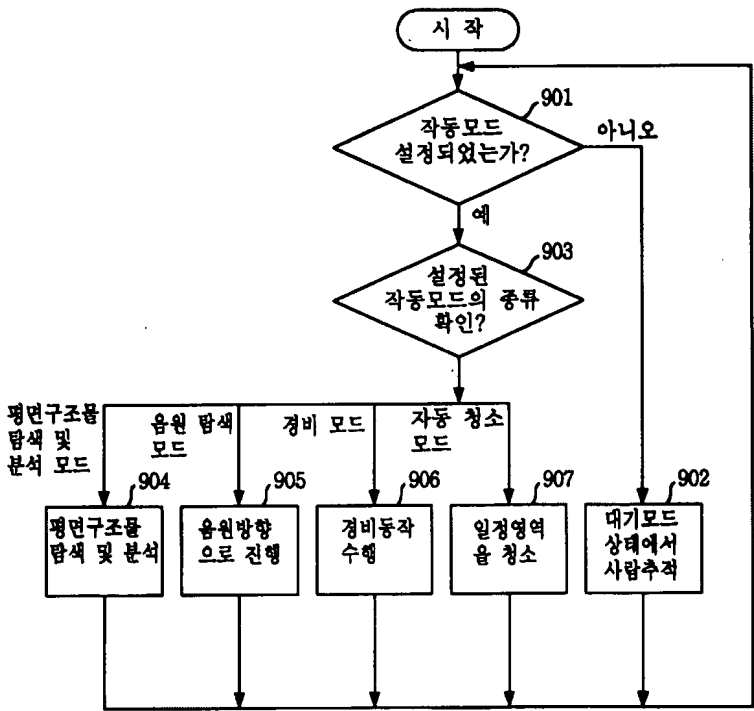 시 작
901
작동모드
설정되었는가?
아니오
예
903
설정된
작동모드의 종류
확인?
평면구조물
탐색 및
분석 모드
음원 탐색
모드
경비 모드
자동 청소
모드
904
평면구조물
탐색 및 분석
905
음원방향
으로 진행
906
경비동작
수행
907
일정영역
을 청소
902
대기모드
상태에서
사람추적